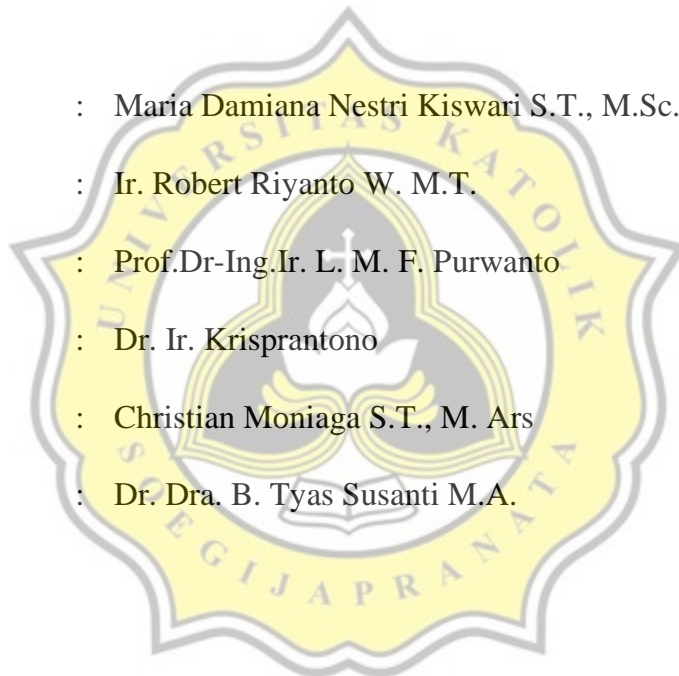 : Maria Damiana Nestri Kiswari S.T., M.Sc.
: Ir. Robert Riyanto W. M.T.
: Prof.Dr-Ing.Ir. L. M. F. Purwanto
: Dr. Ir. Krisprantono
: Christian Moniaga S.T., M. Ars
: Dr. Dra. B. Tyas Susanti M.A.
UNIVERSITAS KATOLIK
SOEGIJAPRANATA